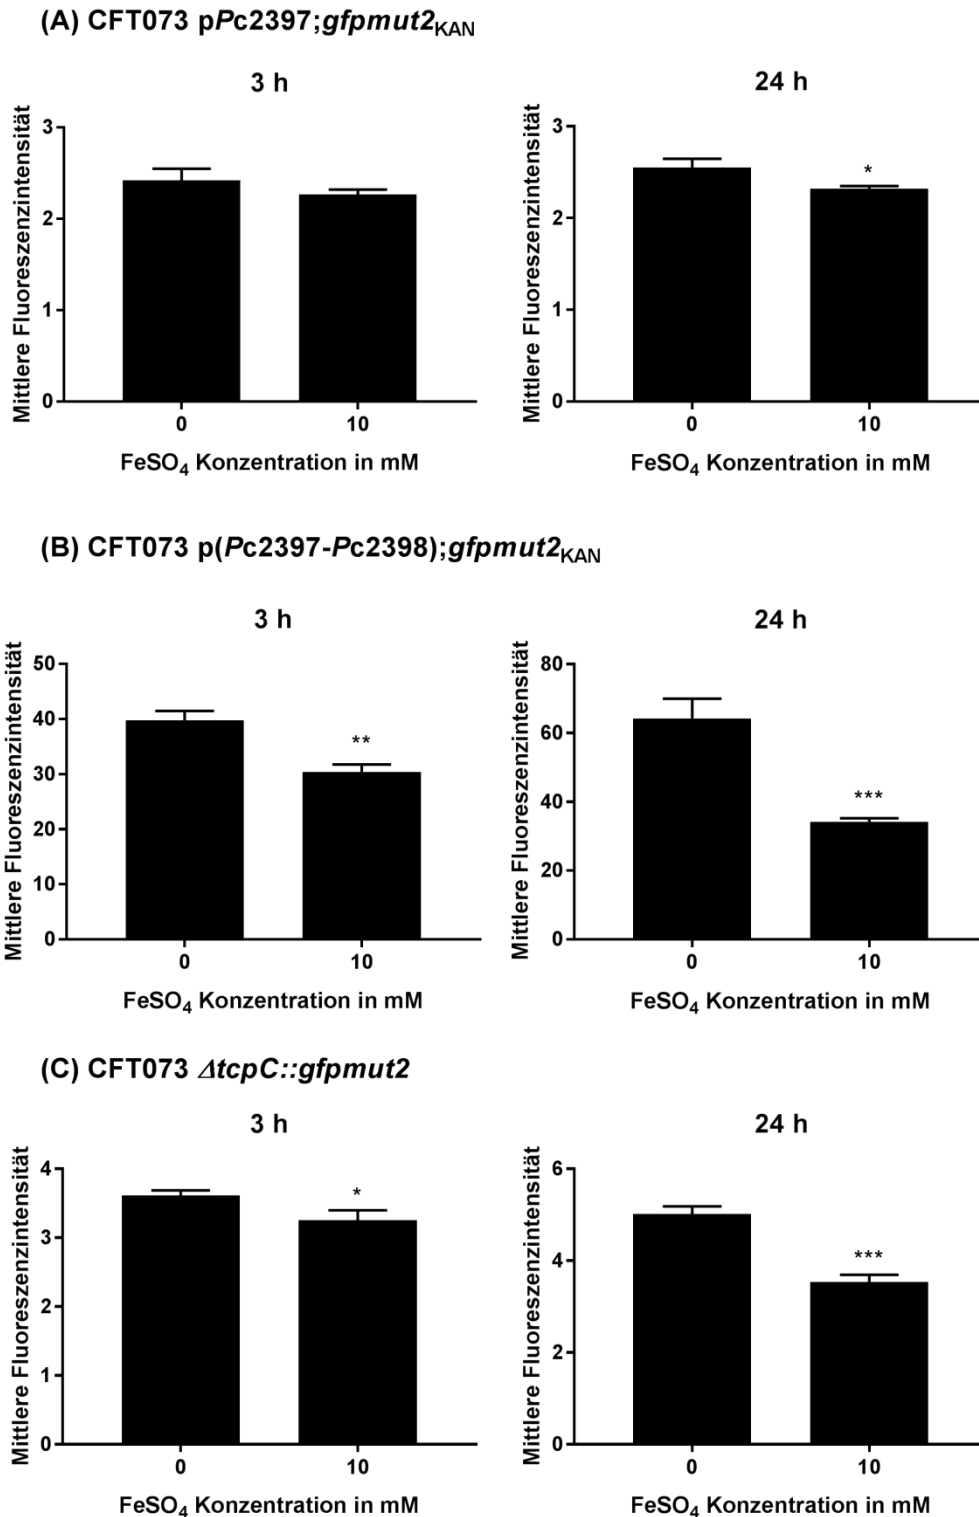 (A) CFT073 pPc2397;gfpmut2KAN
3 h
24 h
Mittlere Fluoreszenzintensität
3
2
1
0
0
10
FeSO4 Konzentration in mM
Mittlere Fluoreszenzintensität
3
2
1
0
*
0
10
FeSO4 Konzentration in mM
(B) CFT073 p(Pc2397-Pc2398);gfpmut2KAN
3 h
24 h
Mittlere Fluoreszenzintensität
50
40
30
20
10
0
**
0
10
FeSO4 Konzentration in mM
Mittlere Fluoreszenzintensität
80
60
40
20
0
***
0
10
FeSO4 Konzentration in mM
(C) CFT073 ΔtcpC::gfpmut2
3 h
24 h
Mittlere Fluoreszenzintensität
4
3
2
1
0
*
0
10
FeSO4 Konzentration in mM
Mittlere Fluoreszenzintensität
6
4
2
0
***
0
10
FeSO4 Konzentration in mM